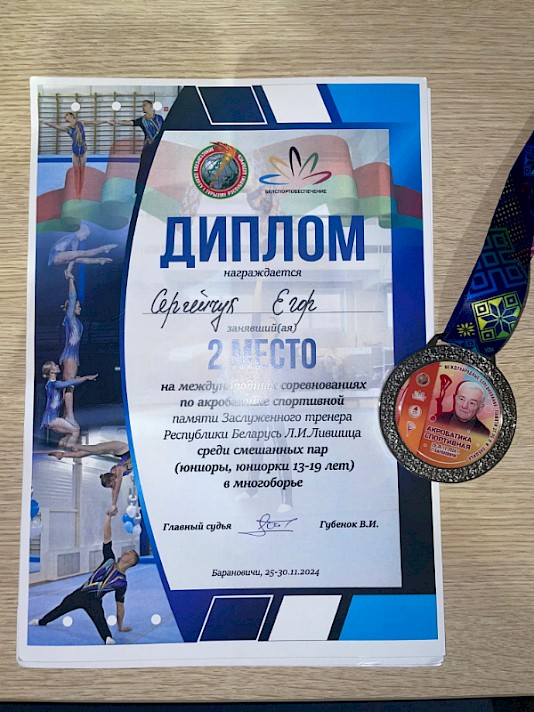 БЕЛСПОРТОБЕСПЕЧЕНИЕ
ДИПЛОМ
награждается
Сергейчук Егор
занявший(ая)
2 МЕСТО
на международных соревнованиях
по акробатике спортивной
памяти Заслуженного тренера
Республики Беларусь Л.И.Лившица
среди смешанных пар
(юниоры, юниорки 13-19 лет)
в многоборье
Главный судья Губенок В.И.
Барановичи, 25-30.11.2024
АКРОБАТИКА
СПОРТИВНАЯ